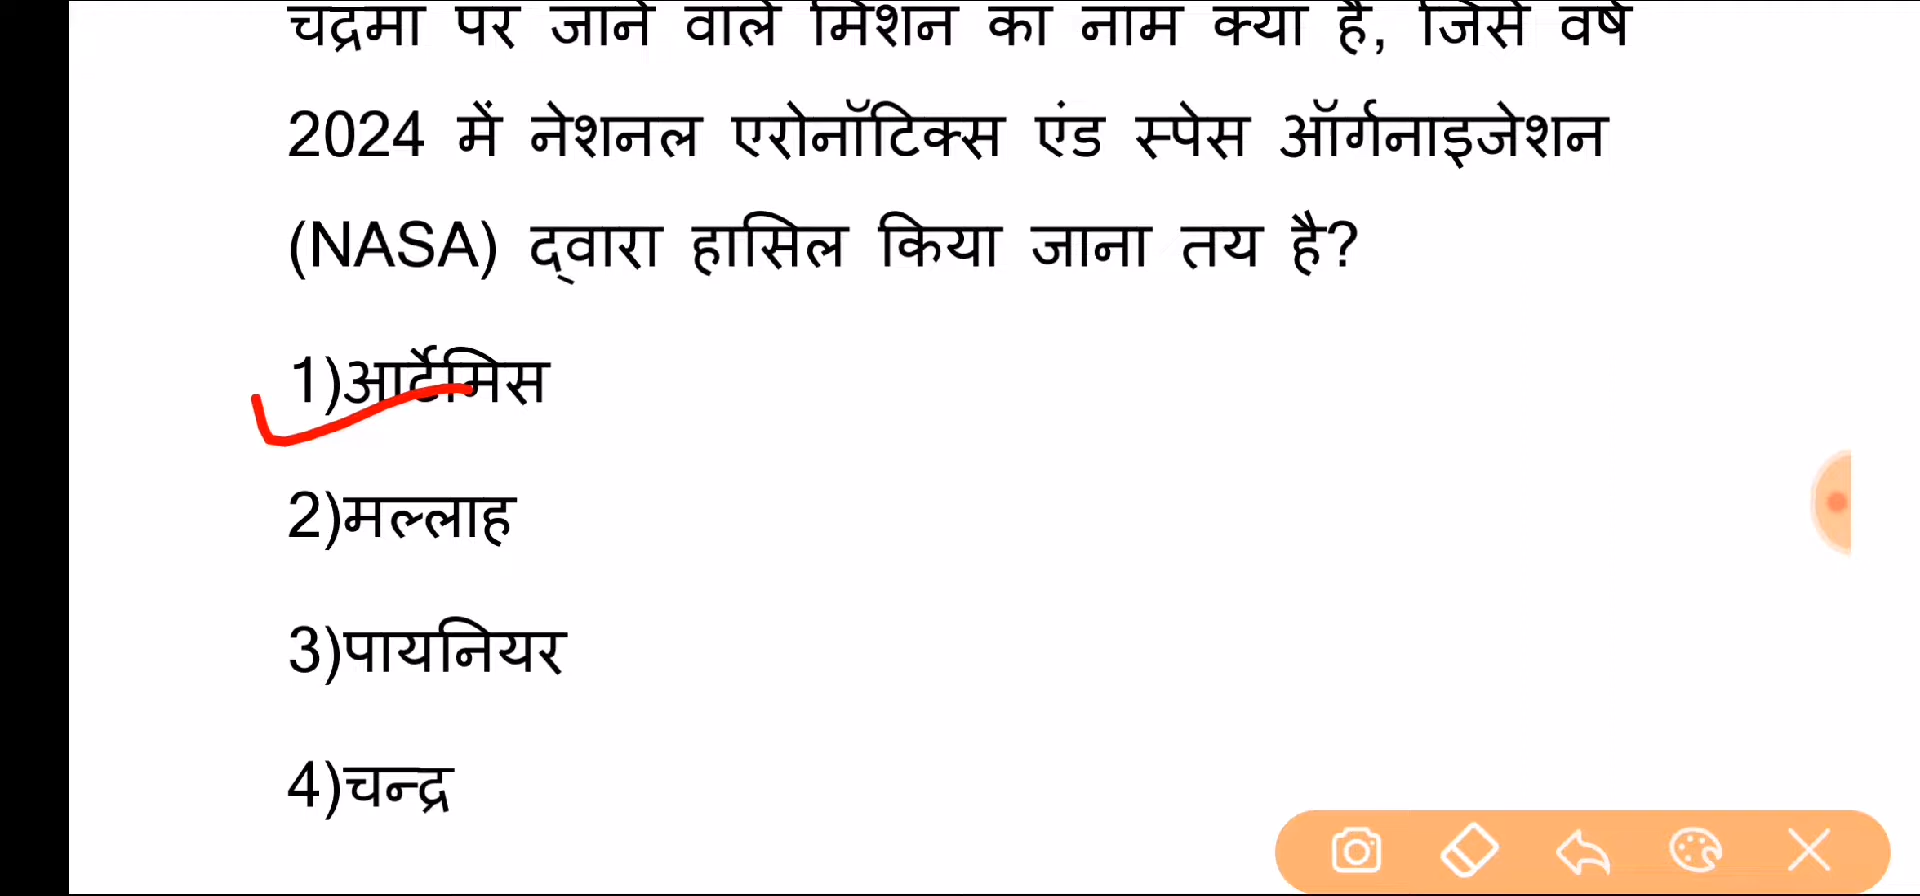 चंद्रमा पर जाने वाले मिशन का नाम क्या है, जिसे वर्ष
2024 में नेशनल एरोनॉटिक्स एंड स्पेस ऑर्गनाइजेशन
(NASA) द्वारा हासिल किया जाना तय है?
1)आर्टेमिस
2)मल्लाह
3)पायनियर
4)चन्द्र